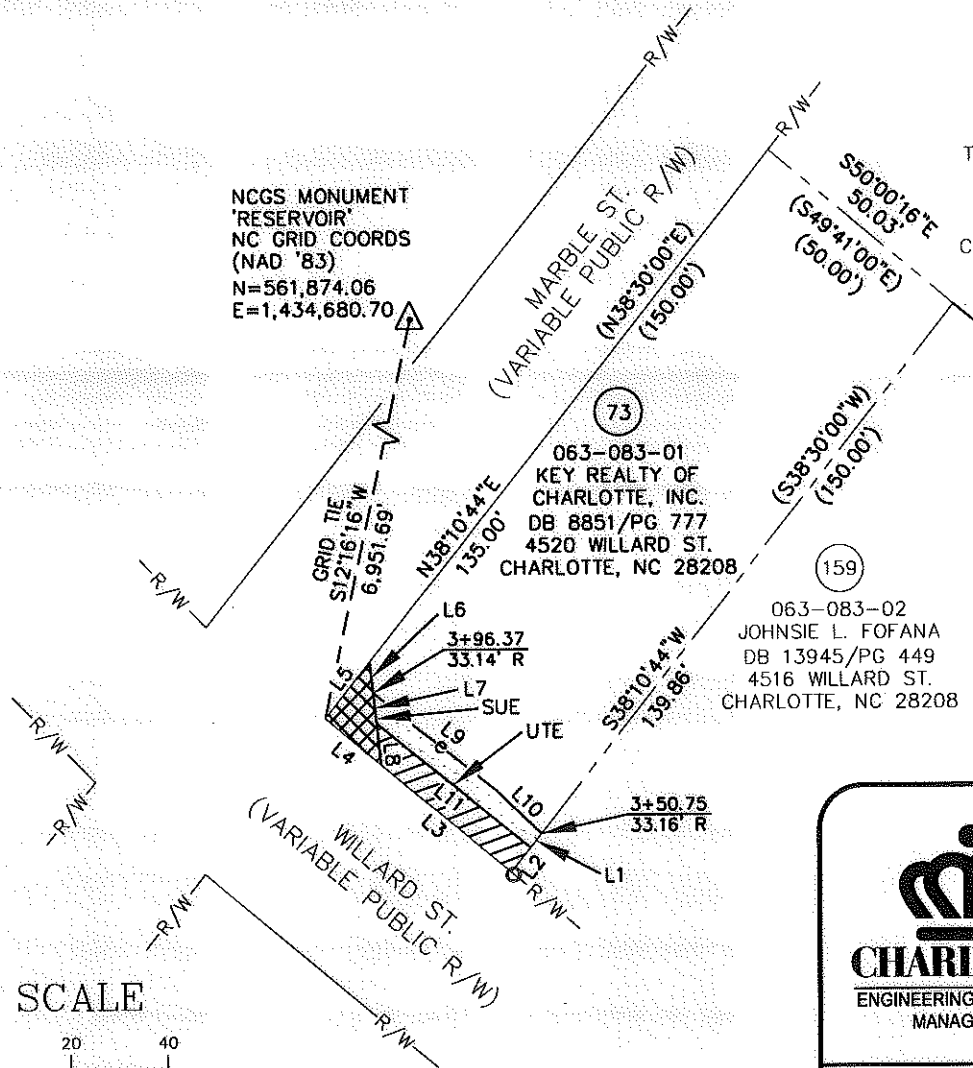 R/W
R/W
NCGS MONUMENT
'RESERVOIR'
NC GRID COORDS
(NAD '83)
N=561,874.06
E=1,434,680.70
MARBLE ST.
(VARIABLE PUBLIC R/W)
(N38°30'00"E)
(150.00')
S50°00'16"E
50.03'
(S49°41'00"E)
(50.00')
T
C
73
063-083-01
KEY REALTY OF
CHARLOTTE, INC.
DB 8851/PG 777
4520 WILLARD ST.
CHARLOTTE, NC 28208
(S38°30'00"W)
(150.00')
GRID TIE
S12°16'16"W
6,951.69'
N38°10'44"E
135.00'
R/W
159
063-083-02
JOHNSIE L. FOFANA
DB 13945/PG 449
4516 WILLARD ST.
CHARLOTTE, NC 28208
S38°10'44"W
139.86'
L6
3+96.37
33.14' R
L5
L7
SUE
L9
UTE
L4
L8
L11
L10
L3
3+50.75
33.16' R
L2
L1
R/W
R/W
R/W
WILLARD ST.
(VARIABLE PUBLIC R/W)
R/W
R/W
SCALE
20 40
CHARL
ENGINEERING
MANAG